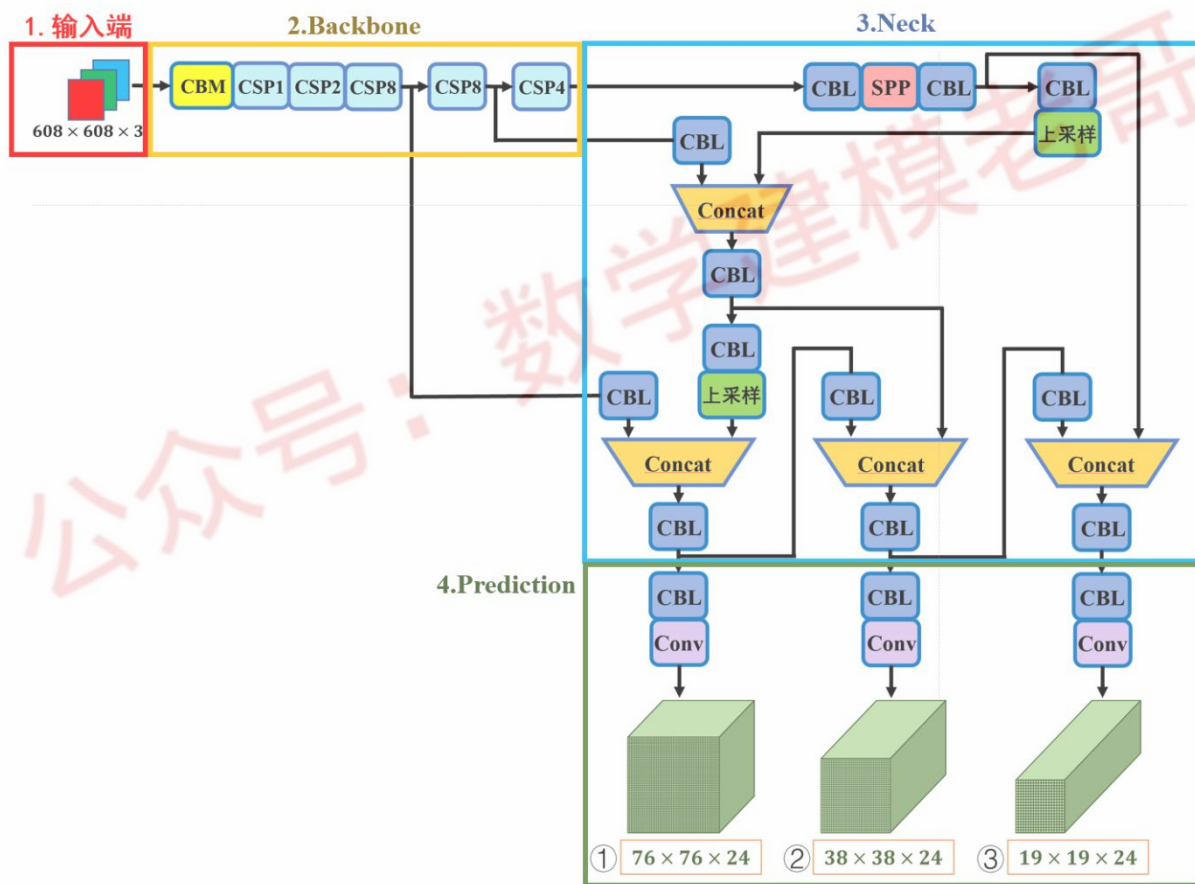 1. 输入端
2.Backbone
3.Neck
608 × 608 × 3
CBM
CSP1
CSP2
CSP8
CSP8
CSP4
CBL
SPP
CBL
CBL
上采样
CBL
Concat
CBL
CBL
上采样
CBL
CBL
CBL
Concat
Concat
Concat
CBL
CBL
CBL
4.Prediction
CBL
CBL
CBL
Conv
Conv
Conv
① 76 × 76 × 24
② 38 × 38 × 24
③ 19 × 19 × 24
公众号：数学建模老哥